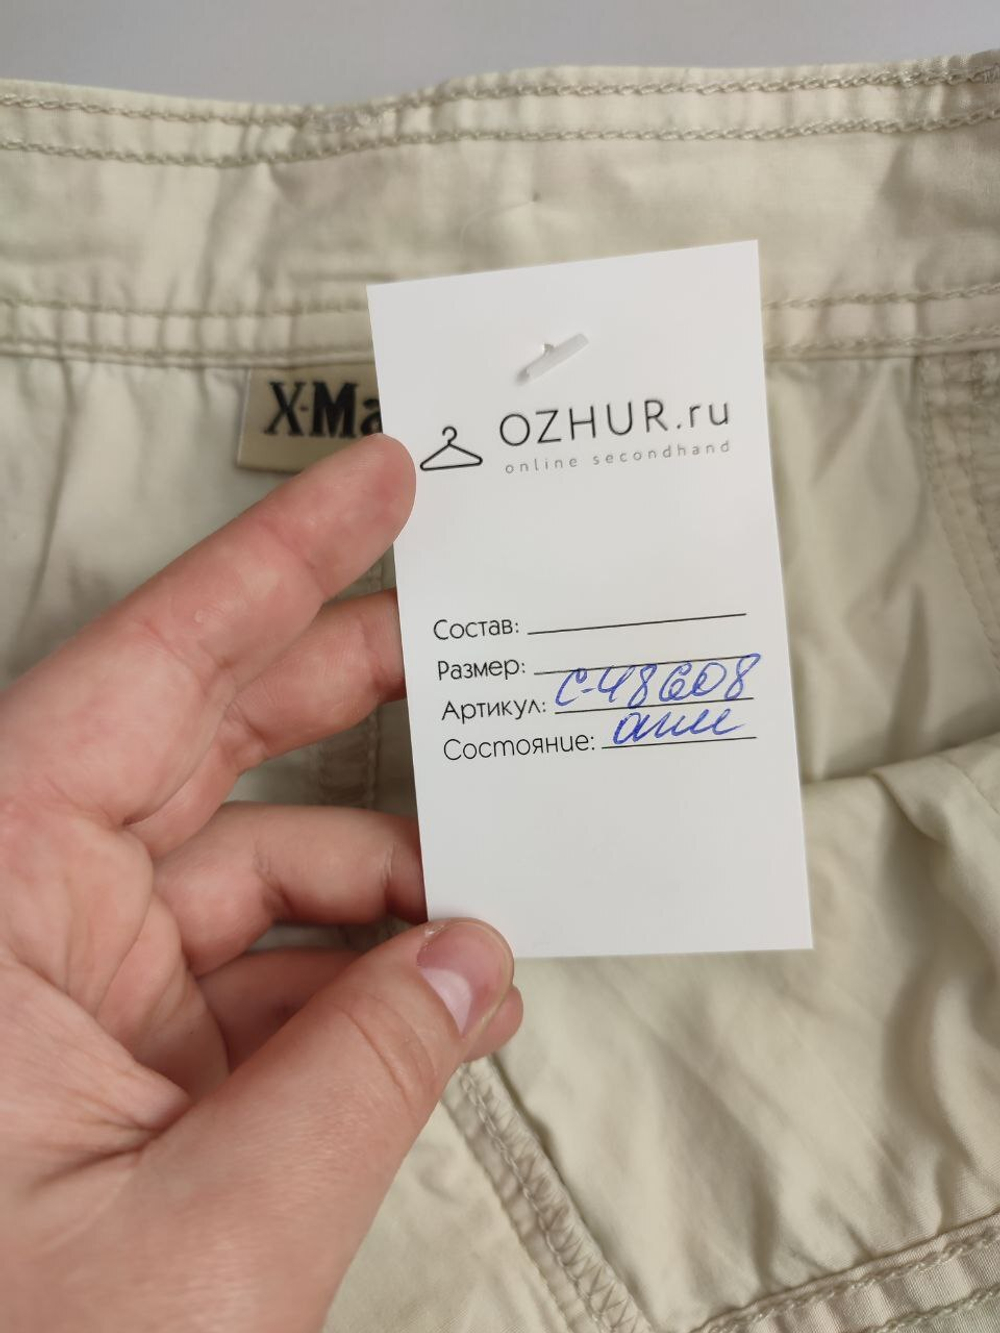 X-Ma
OZHUR.ru
online secondhand
Состав:
Размер:
Артикул: С-48608
Состояние: отл